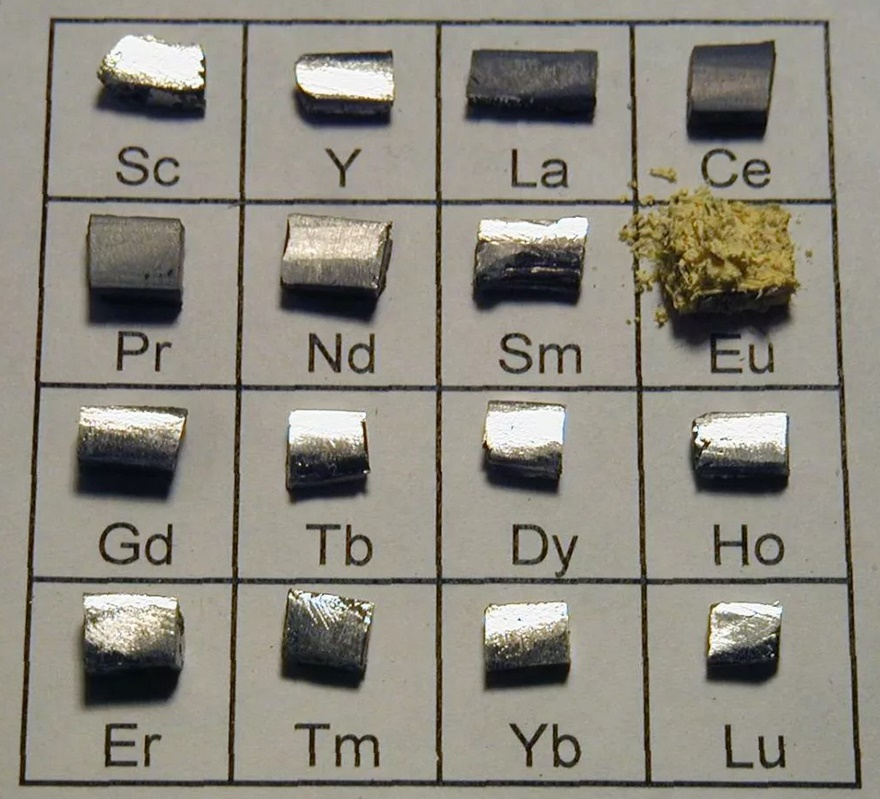 Sc Y La Ce
Pr Nd Sm Eu
Gd Tb Dy Ho
Er Tm Yb Lu